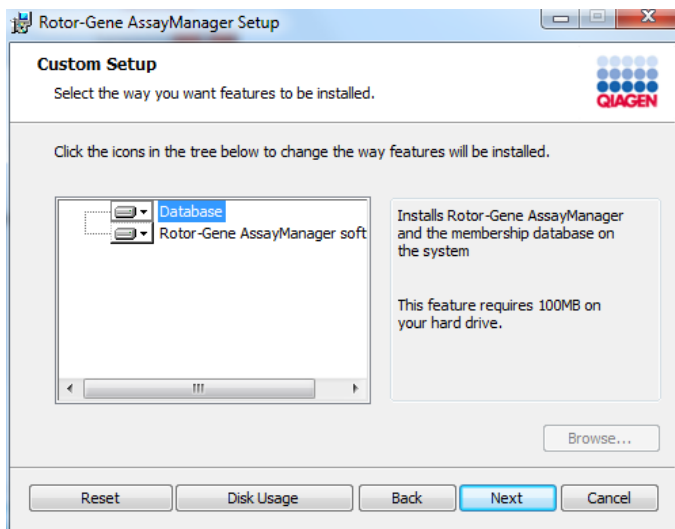 Rotor-Gene AssayManager Setup
Custom Setup
Select the way you want features to be installed.
QIAGEN
Click the icons in the tree below to change the way features will be installed.
Database
Rotor-Gene AssayManager soft
Installs Rotor-Gene AssayManager
and the membership database on
the system
This feature requires 100MB on
your hard drive.
Browse...
Reset
Disk Usage
Back
Next
Cancel